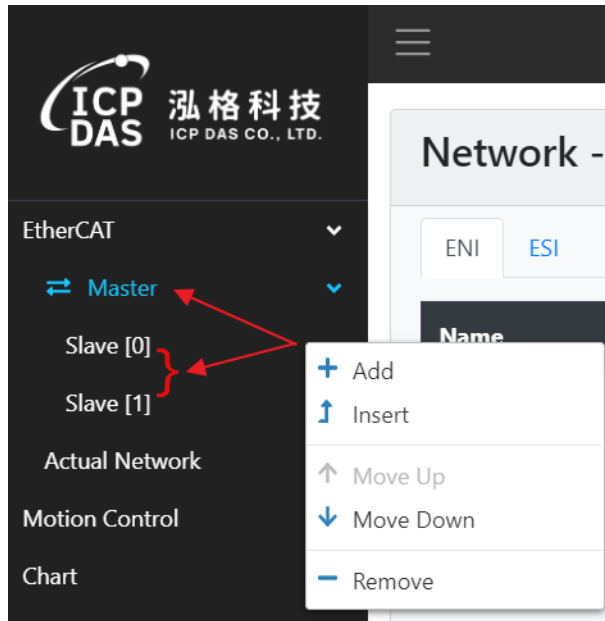 ICP
DAS
泓格科技
ICP DAS CO., LTD.
Network -
EtherCAT
ENI
ESI
Master
Name
Slave [0]
Slave [1]
Actual Network
Motion Control
Chart
Add
Insert
Move Up
Move Down
Remove